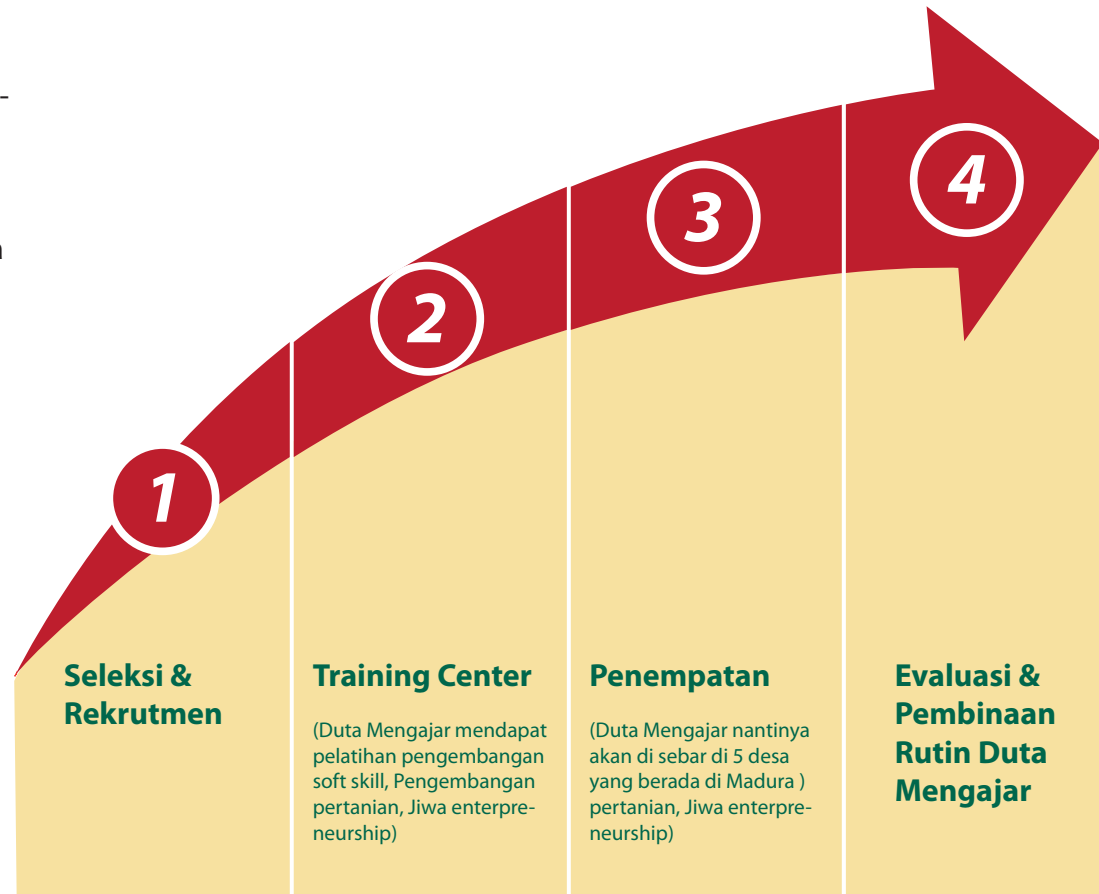 -
a
1
2
3
4
Seleksi &
Rekrutmen
Training Center
(Duta Mengajar mendapat
pelatihan pengembangan
soft skill, Pengembangan
pertanian, Jiwa enterpre-
neurship)
Penempatan
(Duta Mengajar nantinya
akan di sebar di 5 desa
yang berada di Madura )
pertanian, Jiwa enterpre-
neurship)
Evaluasi &
Pembinaan
Rutin Duta
Mengajar